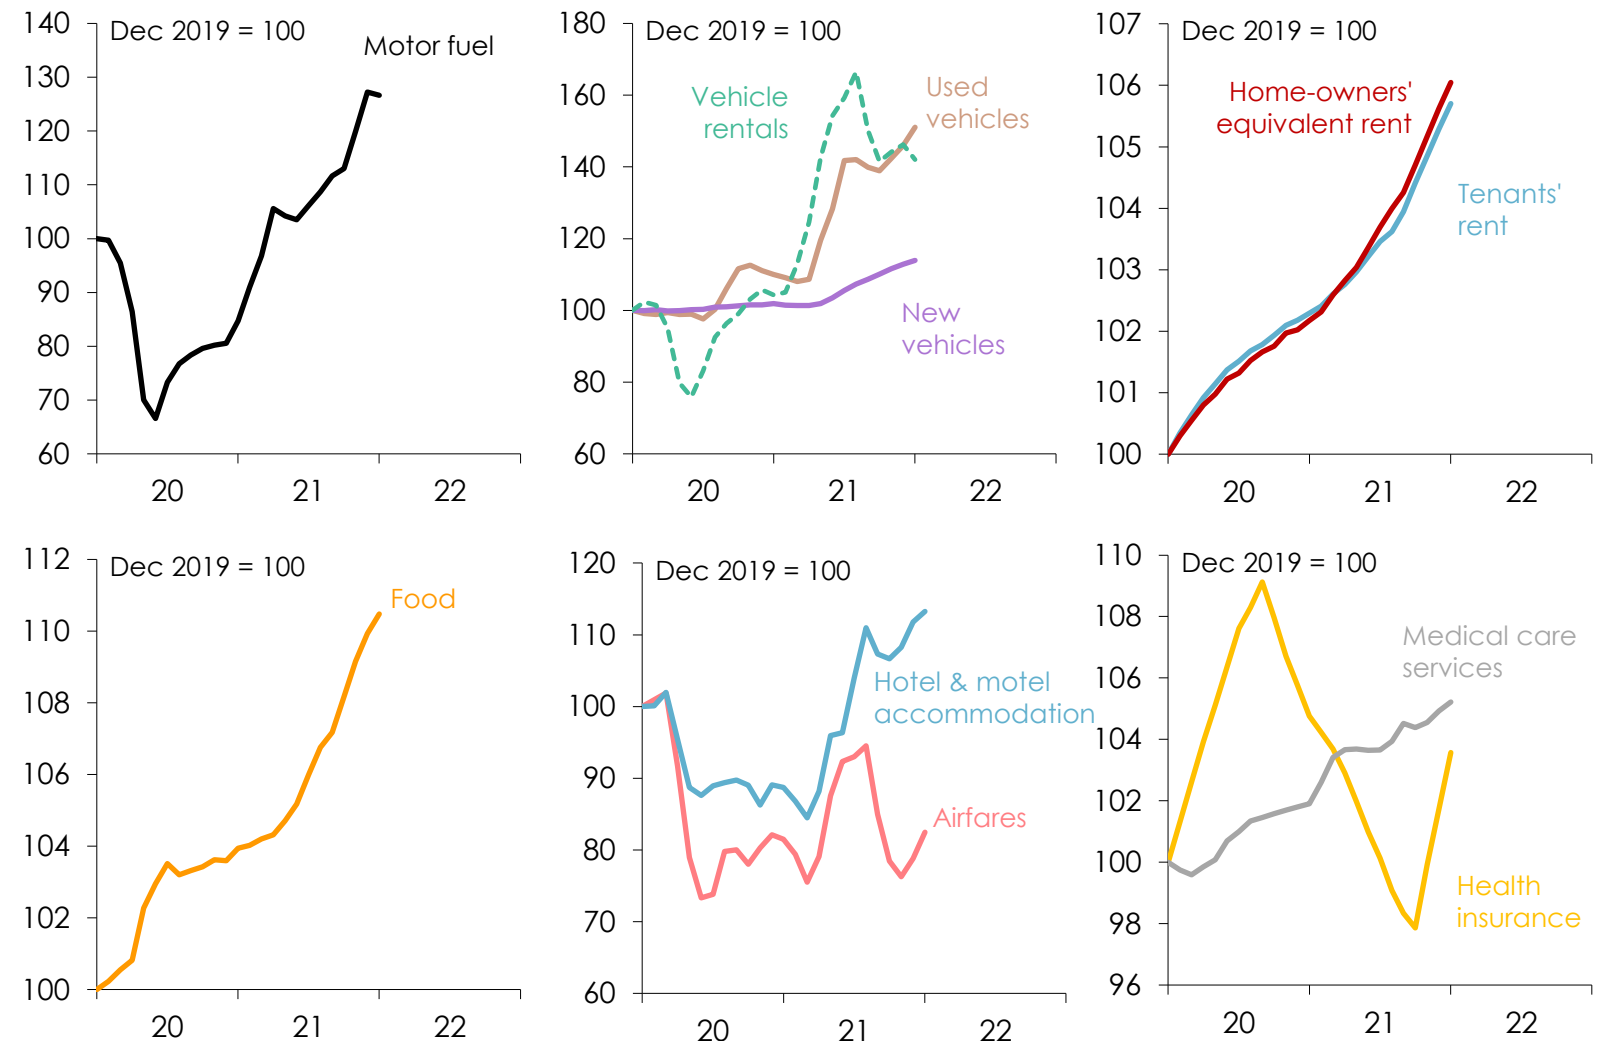 Dec 2019 = 100
Motor fuel
140
130
120
110
100
90
80
70
60
20 21 22
Dec 2019 = 100
Vehicle
rentals
Used
vehicles
New
vehicles
180
160
140
120
100
80
60
20 21 22
Dec 2019 = 100
Home-owners'
equivalent rent
Tenants'
rent
107
106
105
104
103
102
101
100
20 21 22
Dec 2019 = 100
Food
112
110
108
106
104
102
100
20 21 22
Dec 2019 = 100
Hotel & motel
accommodation
Airfares
120
110
100
90
80
70
60
20 21 22
Dec 2019 = 100
Medical care
services
Health
insurance
110
108
106
104
102
100
98
96
20 21 22